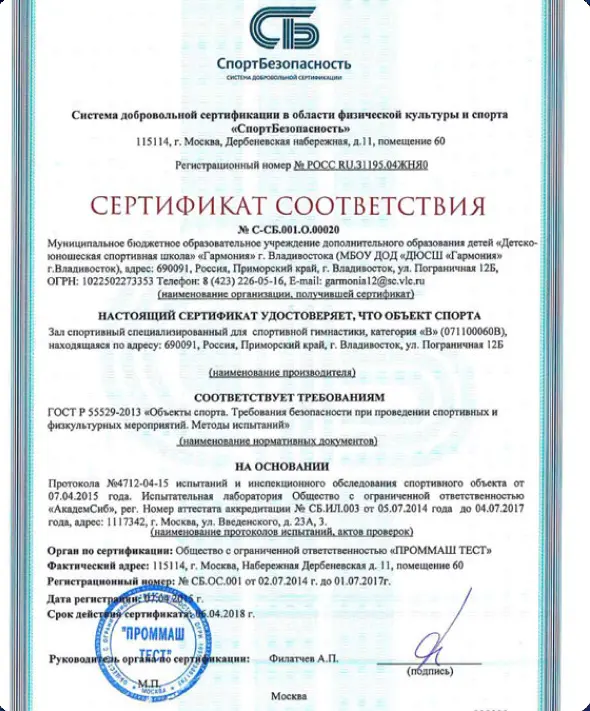 СБ
СпортБезопасность
СИСТЕМА ДОБРОВОЛЬНОЙ СЕРТИФИКАЦИИ
Система добровольной сертификации в области физической культуры и спорта
«СпортБезопасность»
115114, г. Москва, Дербеневская набережная, д.11, помещение 60
Регистрационный номер № РОСС RU.31195.04ЖНЯ0
СЕРТИФИКАТ СООТВЕТСТВИЯ
№ С-СБ.001.О.00020
Муниципальное бюджетное образовательное учреждение дополнительного образования детей «Детско-
юношеская спортивная школа» «Гармония» г. Владивостока (МБОУ ДОД «ДЮСШ «Гармония»
г.Владивосток), адрес: 690091, Россия, Приморский край, г. Владивосток, ул. Пограничная 12Б,
ОГРН: 1022502273353 Телефон: 8 (423) 226-05-16, E-mail: garmonia12@sc.vlc.ru
(наименование организации, получившей сертификат)
НАСТОЯЩИЙ СЕРТИФИКАТ УДОСТОВЕРЯЕТ, ЧТО ОБЪЕКТ СПОРТА
Зал спортивный специализированный для спортивной гимнастики, категория «В» (071100060В),
находящаяся по адресу: 690091, Россия, Приморский край, г. Владивосток, ул. Пограничная 12Б
(наименование производителя)
СООТВЕТСТВУЕТ ТРЕБОВАНИЯМ
ГОСТ Р 55529-2013 «Объекты спорта. Требования безопасности при проведении спортивных и
физкультурных мероприятий. Методы испытаний»
(наименование нормативных документов)
НА ОСНОВАНИИ
Протокола №4712-04-15 испытаний и инспекционного обследования спортивного объекта от
07.04.2015 года. Испытательная лаборатория Общество с ограниченной ответственностью
«АкадемСиб», рег. Номер аттестата аккредитации № СБ.ИЛ.003 от 05.07.2014 года до 04.07.2017
года, адрес: 1117342, г. Москва, ул. Введенского, д. 23А, 3.
(наименование протоколов испытаний, актов проверок)
Орган по сертификации: Общество с ограниченной ответственностью «ПРОММАШ ТЕСТ»
Фактический адрес: 115114, г. Москва, Набережная Дербеневская д. 11, помещение 60
Регистрационный номер: № СБ.ОС.001 от 02.07.2014 г. до 01.07.2017г.
Дата регистрации: 07.04.2015 г.
Срок действия сертификата: 06.04.2018 г.
"ПРОММАШ
ТЕСТ"
МОСКВА
Руководитель органа по сертификации: Филатчев А.П.
(подпись)
М.П.
Москва